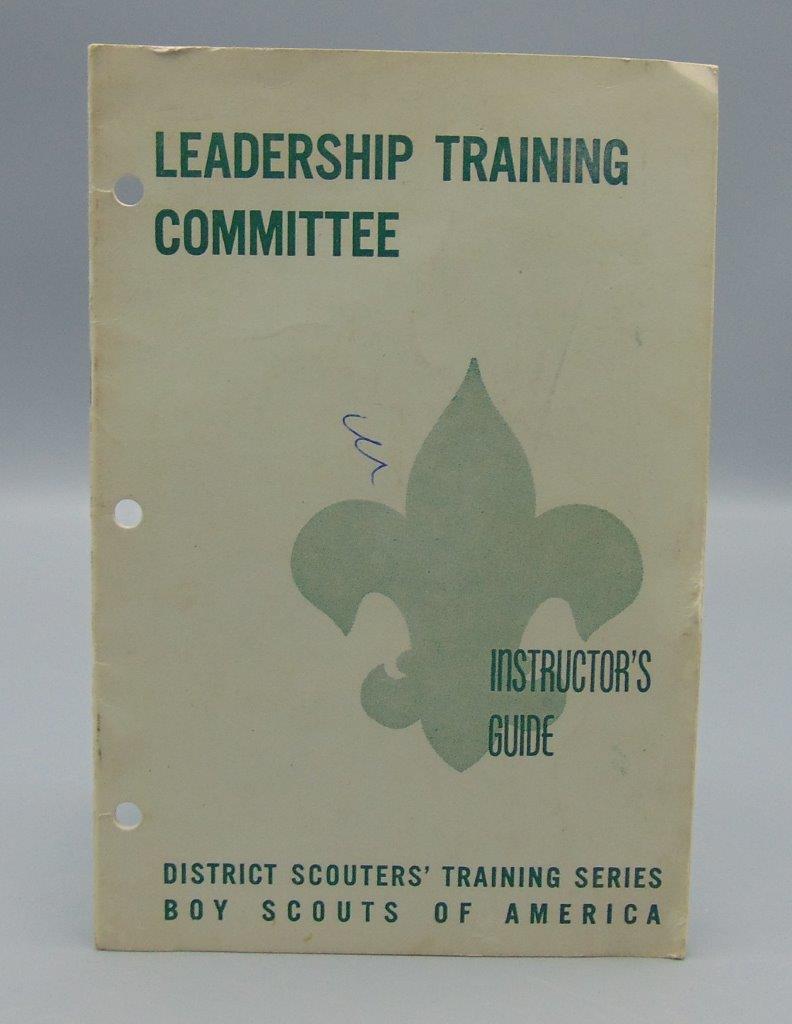 LEADERSHIP TRAINING
COMMITTEE
INSTRUCTOR'S
GUIDE
DISTRICT SCOUTERS' TRAINING SERIES
BOY SCOUTS OF AMERICA